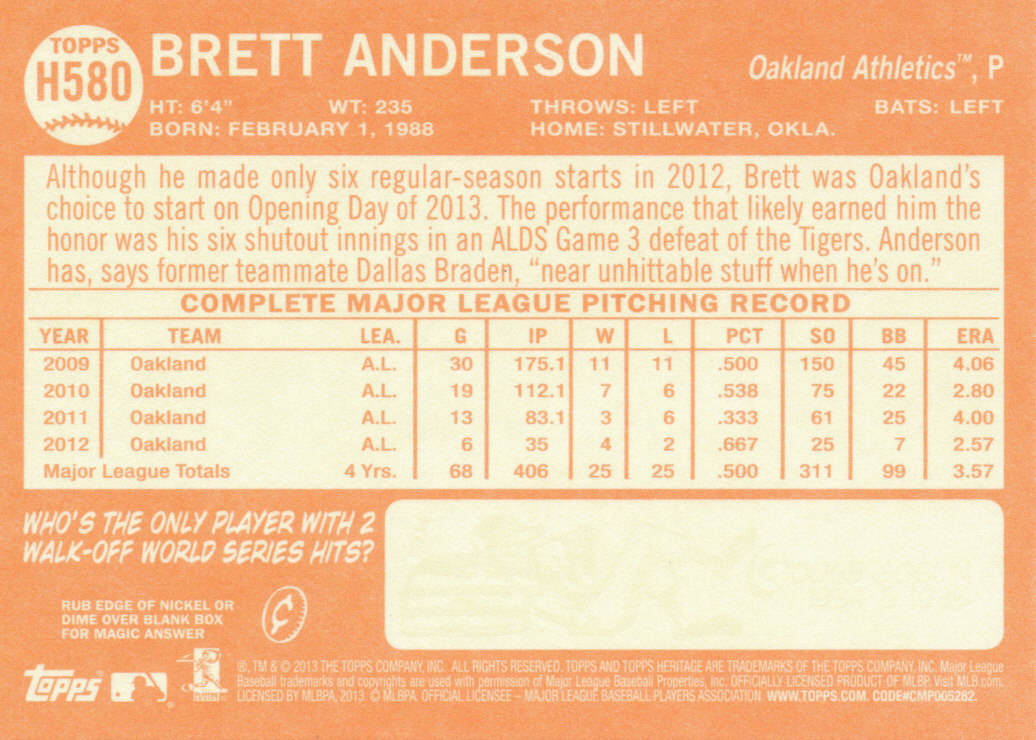 TOPPS
H580
BRETT ANDERSON
Oakland Athletics™, P
HT: 6'4" WT: 235 THROWS: LEFT BATS: LEFT
BORN: FEBRUARY 1, 1988 HOME: STILLWATER, OKLA.
Although he made only six regular-season starts in 2012, Brett was Oakland's
choice to start on Opening Day of 2013. The performance that likely earned him the
honor was his six shutout innings in an ALDS Game 3 defeat of the Tigers. Anderson
has, says former teammate Dallas Braden, "near unhittable stuff when he's on."
COMPLETE MAJOR LEAGUE PITCHING RECORD
YEAR TEAM LEA. G IP W L PCT SO BB ERA
2009 Oakland A.L. 30 175.1 11 11 .500 150 45 4.06
2010 Oakland A.L. 19 112.1 7 6 .538 75 22 2.80
2011 Oakland A.L. 13 83.1 3 6 .333 61 25 4.00
2012 Oakland A.L. 6 35 4 2 .667 25 7 2.57
Major League Totals 4 Yrs. 68 406 25 25 .500 311 99 3.57
WHO'S THE ONLY PLAYER WITH 2
WALK-OFF WORLD SERIES HITS?
RUB EDGE OF NICKEL OR
DIME OVER BLANK BOX
FOR MAGIC ANSWER
¢
TOPPS
®, TM & © 2013 THE TOPPS COMPANY, INC. ALL RIGHTS RESERVED. TOPPS AND TOPPS HERITAGE ARE TRADEMARKS OF THE TOPPS COMPANY, INC. Major League
Baseball trademarks and copyrights are used with permission of Major League Baseball Properties, Inc. OFFICIALLY LICENSED PRODUCT OF MLBP. Visit MLB.com.
LICENSED BY MLBPA, 2013 © MLBPA. OFFICIAL LICENSEE – MAJOR LEAGUE BASEBALL PLAYERS ASSOCIATION WWW.TOPPS.COM. CODE#CMP005282.